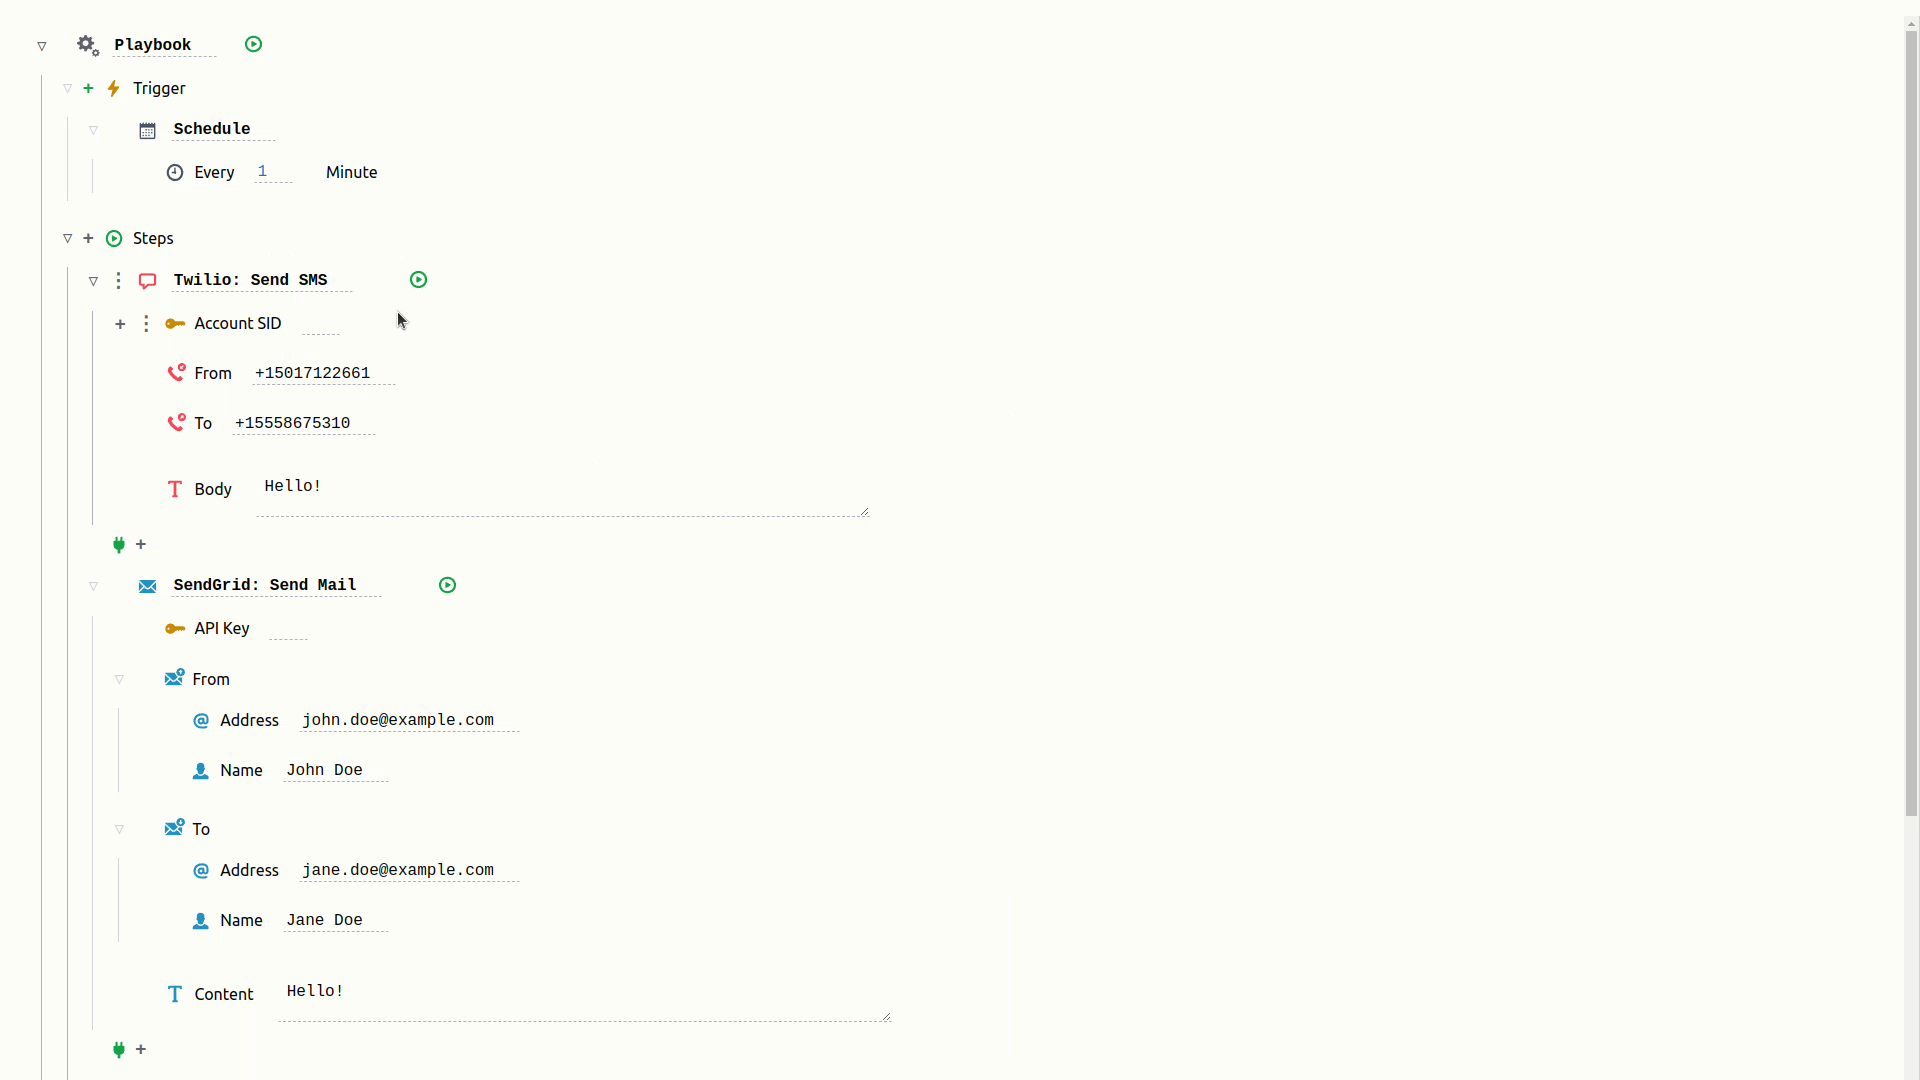 Playbook
Trigger
Schedule
Every 1 Minute
Steps
Twilio: Send SMS
Account SID
From +15017122661
To +15558675310
Body Hello!
SendGrid: Send Mail
API Key
From
Address john.doe@example.com
Name John Doe
To
Address jane.doe@example.com
Name Jane Doe
Content Hello!